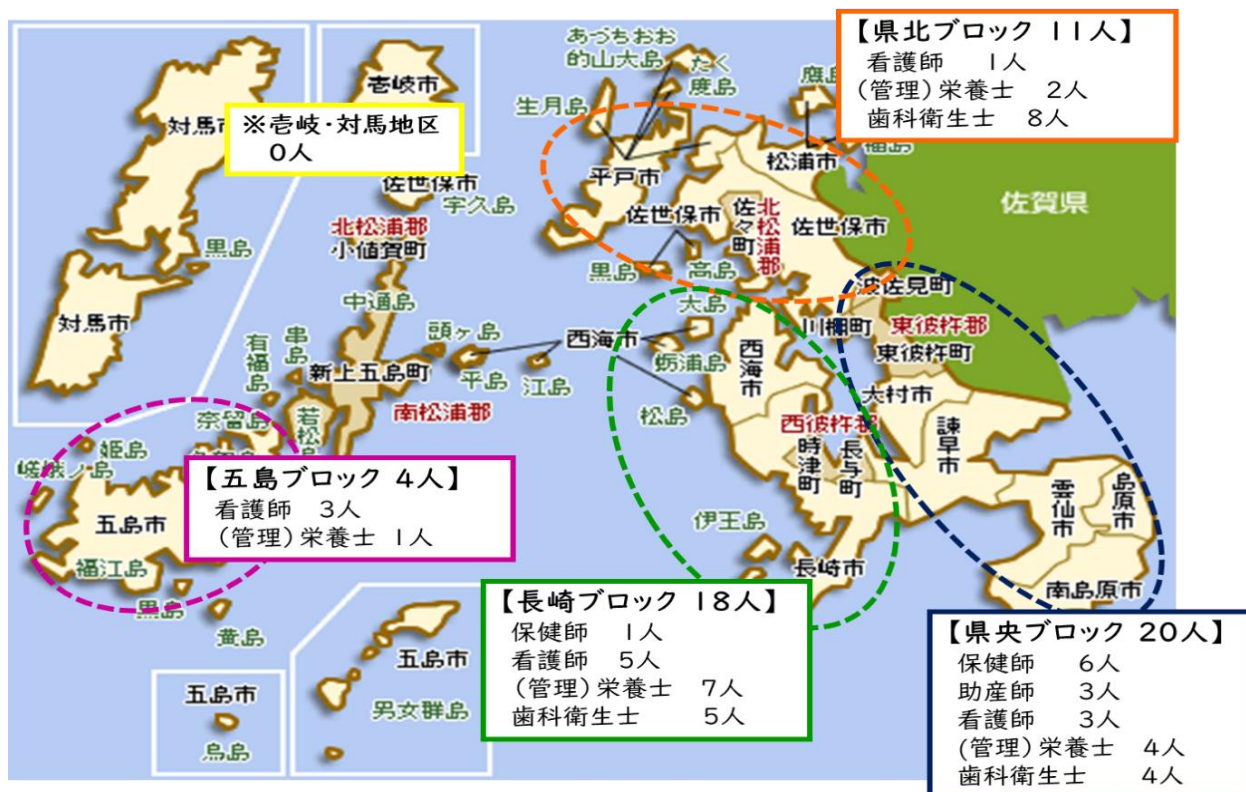 【県北ブロック 11人】
看護師 1人
(管理)栄養士 2人
歯科衛生士 8人
※壱岐・対馬地区
0人
【五島ブロック 4人】
看護師 3人
(管理)栄養士 1人
【長崎ブロック 18人】
保健師 1人
看護師 5人
(管理)栄養士 7人
歯科衛生士 5人
【県央ブロック 20人】
保健師 6人
助産師 3人
看護師 3人
(管理)栄養士 4人
歯科衛生士 4人
対馬市
壱岐市
佐世保市
宇久島
北松浦郡
小値賀町
黒島
対馬市
中通島
頭ヶ島
串島
有福島
新上五島町
平島
江島
西海市
南松浦郡
奈留島
若松
姫島
嵯峨ノ島
五島市
福江島
黒島
黄島
五島市
鳥島
五島市
男女群島
あづちおお
的山大島
たく
度島
生月島
平戸市
松浦市
福島
佐世保市
佐々町
北松浦郡
佐世保市
佐賀県
黒島
高島
大島
蛎浦島
松島
西海市
川棚町
波佐見町
東彼杵郡
東彼杵町
大村市
西彼杵郡
時津町
長与町
諫早市
伊王島
長崎市
雲仙市
島原市
南島原市